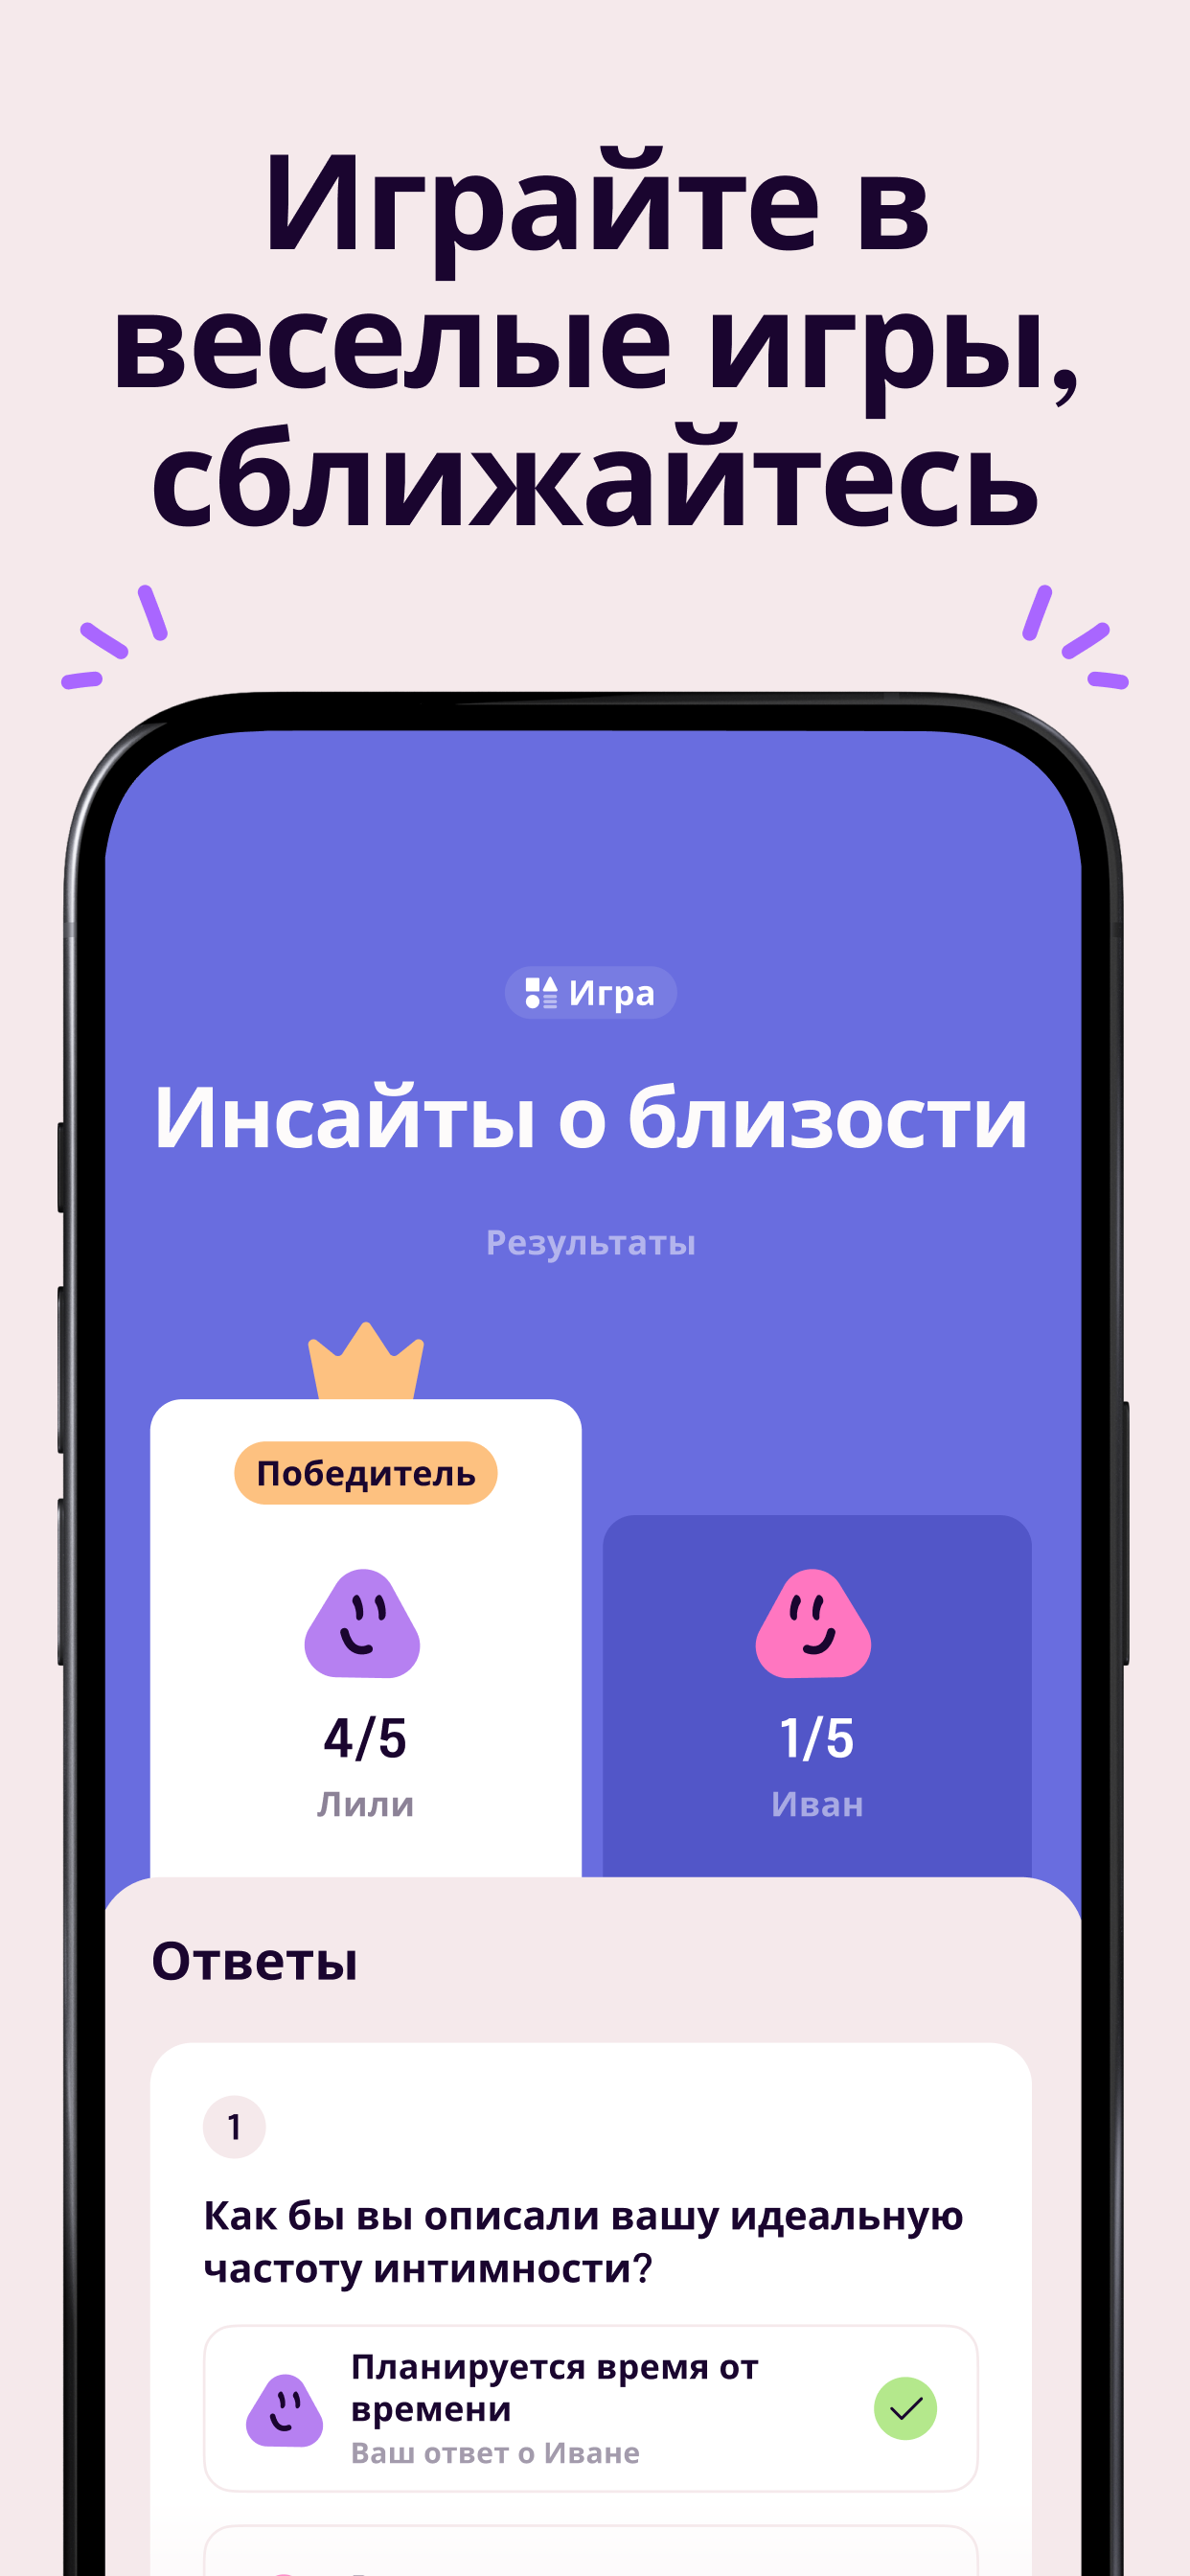 Играйте в
веселые игры,
сближайтесь
Игра
Инсайты о близости
Результаты
Победитель
4/5
Лили
1/5
Иван
Ответы
1
Как бы вы описали вашу идеальную
частоту интимности?
Планируется время от
времени
Ваш ответ о Иване